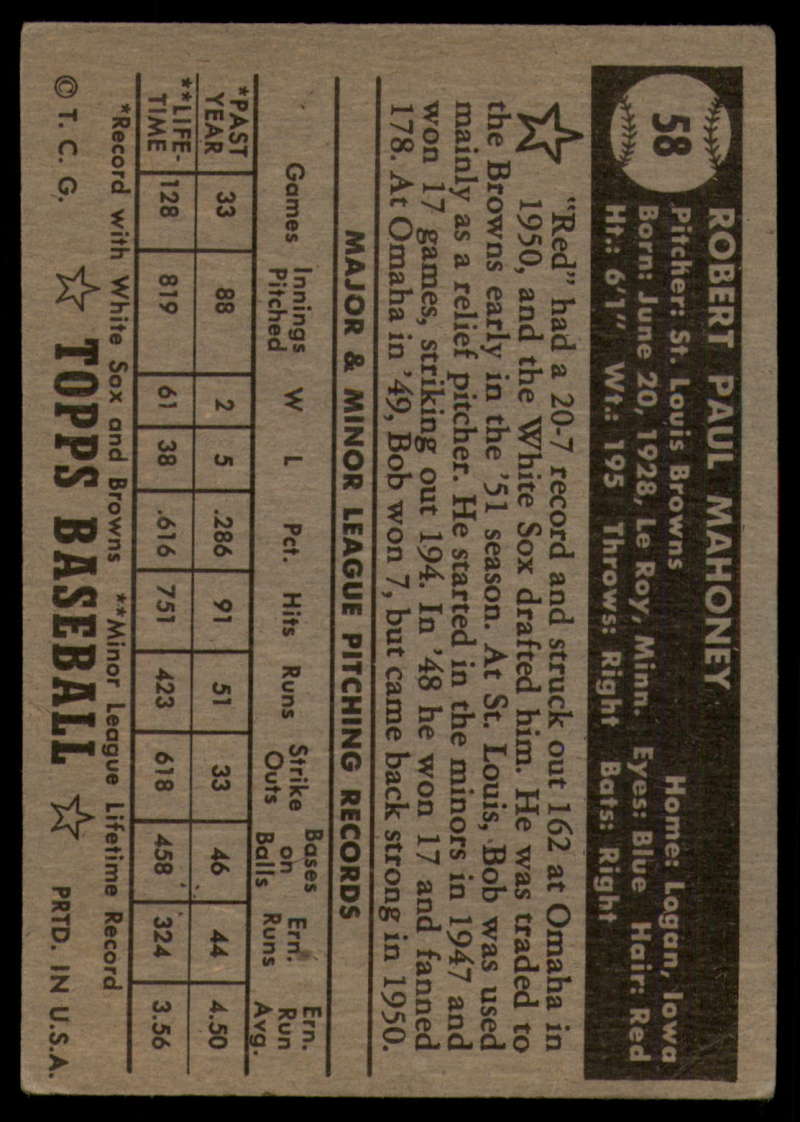 58
ROBERT PAUL MAHONEY
Pitcher: St. Louis Browns Home: Logan, Iowa
Born: June 20, 1928, Le Roy, Minn. Eyes: Blue Hair: Red
Ht.: 6'1" Wt.: 195 Throws: Right Bats: Right
"Red" had a 20-7 record and struck out 162 at Omaha in
1950, and the White Sox drafted him. He was traded to
the Browns early in the '51 season. At St. Louis, Bob was used
mainly as a relief pitcher. He started in the minors in 1947 and
won 17 games, striking out 194. In '48 he won 17 and fanned
178. At Omaha in '49, Bob won 7, but came back strong in 1950.
MAJOR & MINOR LEAGUE PITCHING RECORDS
Games Innings Pitched W L Pct. Hits Runs Strike Outs Bases on Balls Ern. Runs Ern. Run Avg.
*PAST YEAR 33 88 2 5 .286 91 51 33 46 44 4.50
**LIFE-TIME 128 819 61 38 .616 751 423 618 458 324 3.56
*Record with White Sox and Browns **Minor League Lifetime Record
© T. C. G. ☆ TOPPS BASEBALL ☆ PRTD. IN U.S.A.